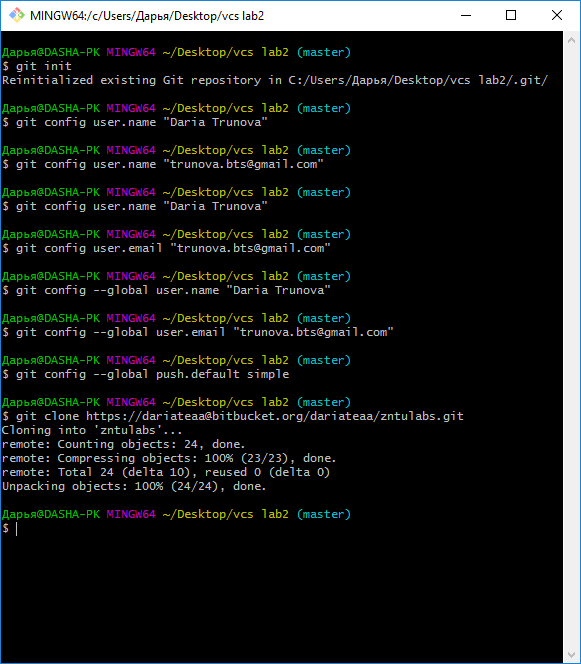 MINGW64:/c/Users/Дарья/Desktop/vcs lab2
Дарья@DASHA-PK MINGW64 ~/Desktop/vcs lab2 (master)
$ git init
Reinitialized existing Git repository in C:/Users/Дарья/Desktop/vcs lab2/.git/
Дарья@DASHA-PK MINGW64 ~/Desktop/vcs lab2 (master)
$ git config user.name "Daria Trunova"
Дарья@DASHA-PK MINGW64 ~/Desktop/vcs lab2 (master)
$ git config user.name "trunova.bts@gmail.com"
Дарья@DASHA-PK MINGW64 ~/Desktop/vcs lab2 (master)
$ git config user.name "Daria Trunova"
Дарья@DASHA-PK MINGW64 ~/Desktop/vcs lab2 (master)
$ git config user.email "trunova.bts@gmail.com"
Дарья@DASHA-PK MINGW64 ~/Desktop/vcs lab2 (master)
$ git config --global user.name "Daria Trunova"
Дарья@DASHA-PK MINGW64 ~/Desktop/vcs lab2 (master)
$ git config --global user.email "trunova.bts@gmail.com"
Дарья@DASHA-PK MINGW64 ~/Desktop/vcs lab2 (master)
$ git config --global push.default simple
Дарья@DASHA-PK MINGW64 ~/Desktop/vcs lab2 (master)
$ git clone https://dariateaa@bitbucket.org/dariateaa/zntulabs.git
Cloning into 'zntulabs'...
remote: Counting objects: 24, done.
remote: Compressing objects: 100% (23/23), done.
remote: Total 24 (delta 10), reused 0 (delta 0)
Unpacking objects: 100% (24/24), done.
Дарья@DASHA-PK MINGW64 ~/Desktop/vcs lab2 (master)
$